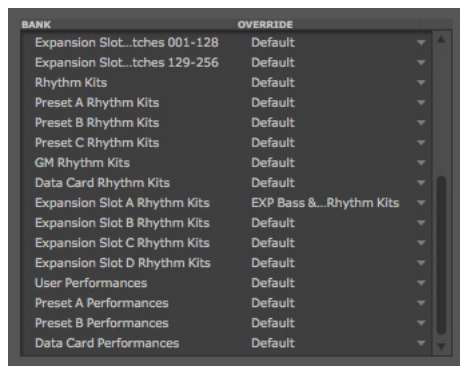 BANK OVERRIDE
Expansion Slot...tches 001-128 Default
Expansion Slot...tches 129-256 Default
Rhythm Kits Default
Preset A Rhythm Kits Default
Preset B Rhythm Kits Default
Preset C Rhythm Kits Default
GM Rhythm Kits Default
Data Card Rhythm Kits Default
Expansion Slot A Rhythm Kits EXP Bass &...Rhythm Kits
Expansion Slot B Rhythm Kits Default
Expansion Slot C Rhythm Kits Default
Expansion Slot D Rhythm Kits Default
User Performances Default
Preset A Performances Default
Preset B Performances Default
Data Card Performances Default